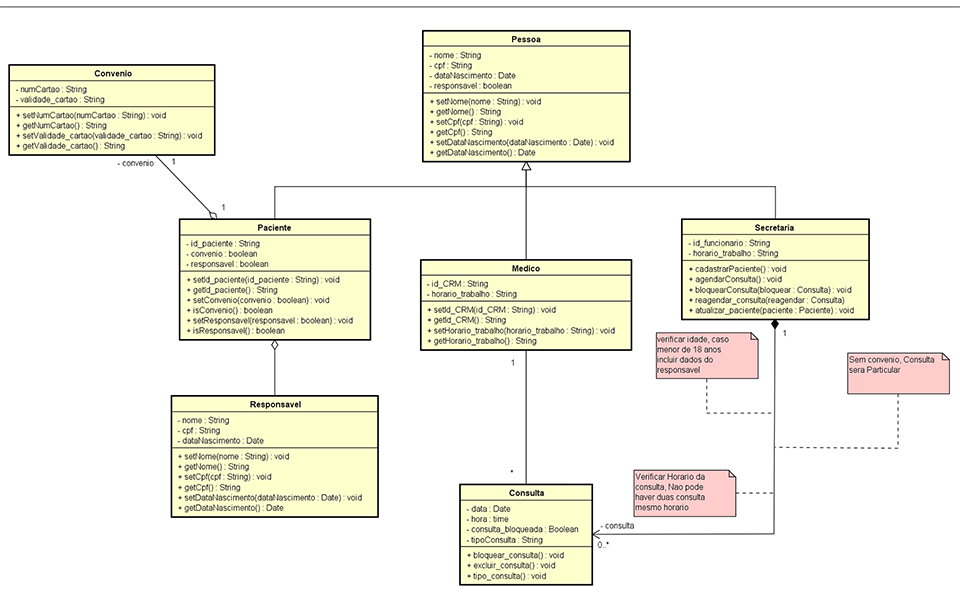 Pessoa
- nome : String
- cpf : String
- dataNascimento : Date
- responsavel : boolean
+ setNome(nome : String) : void
+ getNome() : String
+ setCpf(cpf : String) : void
+ getCpf() : String
+ setDataNascimento(dataNascimento : Date) : void
+ getDataNascimento() : Date
Convenio
- numCartao : String
- validade_cartao : String
+ setNumCartao(numCartao : String) : void
+ getNumCartao() : String
+ setValidade_cartao(validade_cartao : String) : void
+ getValidade_cartao() : String
- convenio
1
1
Paciente
- id_paciente : String
- convenio : boolean
- responsavel : boolean
+ setId_paciente(id_paciente : String) : void
+ getId_paciente() : String
+ setConvenio(convenio : boolean) : void
+ isConvenio() : boolean
+ setResponsavel(responsavel : boolean) : void
+ isResponsavel() : boolean
Medico
- id_CRM : String
- horario_trabalho : String
+ setId_CRM(id_CRM : String) : void
+ getId_CRM() : String
+ setHorario_trabalho(horario_trabalho : String) : void
+ getHorario_trabalho() : String
1
*
Secretaria
- id_funcionario : String
- horario_trabalho : String
+ cadastrarPaciente() : void
+ agendarConsulta() : void
+ bloquearConsulta(bloquear : Consulta) : void
+ reagendar_consulta(reagendar : Consulta)
+ atualizar_paciente(paciente : Paciente) : void
1
verificar idade, caso
menor de 18 anos
incluir dados do
responsavel
Sem convenio, Consulta
sera Particular
Responsavel
- nome : String
- cpf : String
- dataNascimento : Date
+ setNome(nome : String) : void
+ getNome() : String
+ setCpf(cpf : String) : void
+ getCpf() : String
+ setDataNascimento(dataNascimento : Date) : void
+ getDataNascimento() : Date
Verificar Horario da
consulta, Nao pode
haver duas consulta
mesmo horario
Consulta
- data : Date
- hora : time
- consulta_bloqueada : Boolean
- tipoConsulta : String
+ bloquear_consulta() : void
+ excluir_consulta() : void
+ tipo_consulta() : void
- consulta
0..*